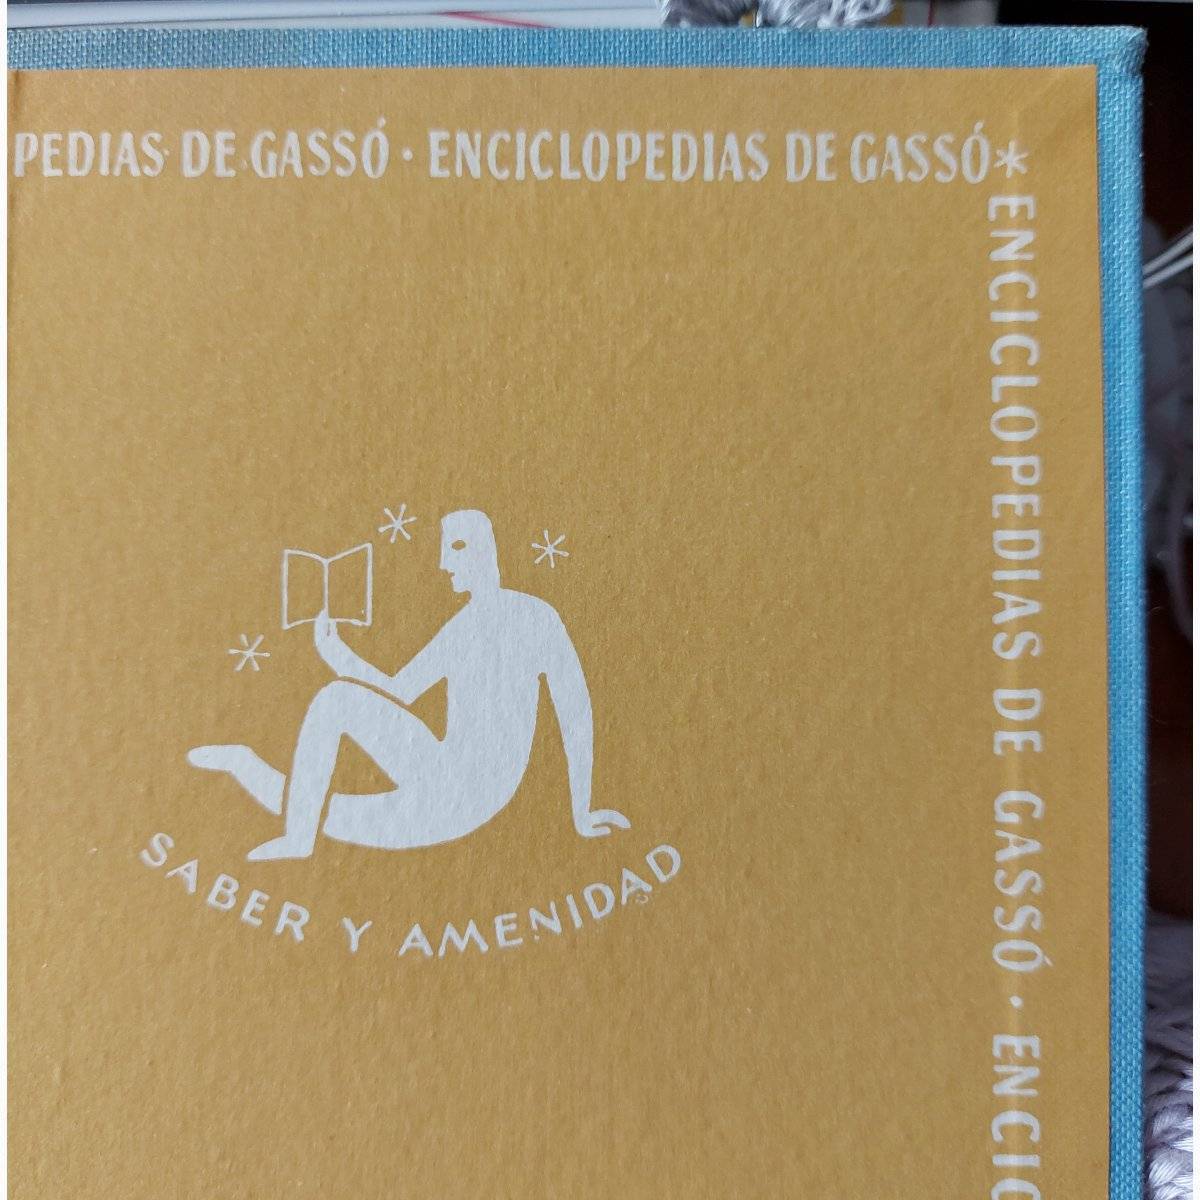 PEDIAS DE GASSÓ · ENCICLOPEDIAS DE GASSÓ*
ENCICLOPEDIAS DE GASSÓ · ENCIC
SABER Y AMENIDAD